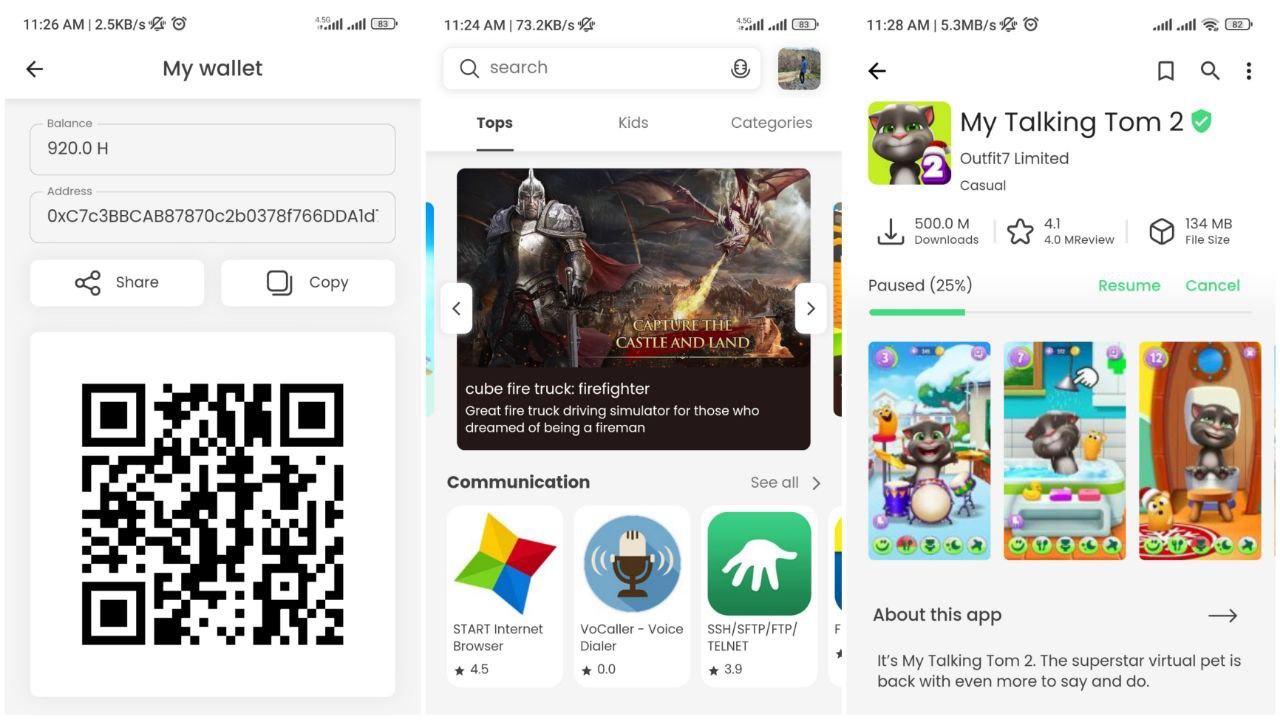 11:26 AM | 2.5KB/s
4.5G
83
My wallet
Balance
920.0 H
Address
0xC7c3BBCAB87870c2b0378f766DDA1d
Share
Copy
11:24 AM | 73.2KB/s
4.5G
83
search
Tops
Kids
Categories
CAPTURE THE
CASTLE AND LAND
cube fire truck: firefighter
Great fire truck driving simulator for those who
dreamed of being a fireman
Communication
See all
START Internet
Browser
4.5
VoCaller - Voice
Dialer
0.0
SSH/SFTP/FTP/
TELNET
3.9
F
11:28 AM | 5.3MB/s
82
My Talking Tom 2
2
Outfit7 Limited
Casual
500.0 M
Downloads
4.1
4.0 MReview
134 MB
File Size
Paused (25%)
Resume
Cancel
3
7
12
About this app
It's My Talking Tom 2. The superstar virtual pet is
back with even more to say and do.